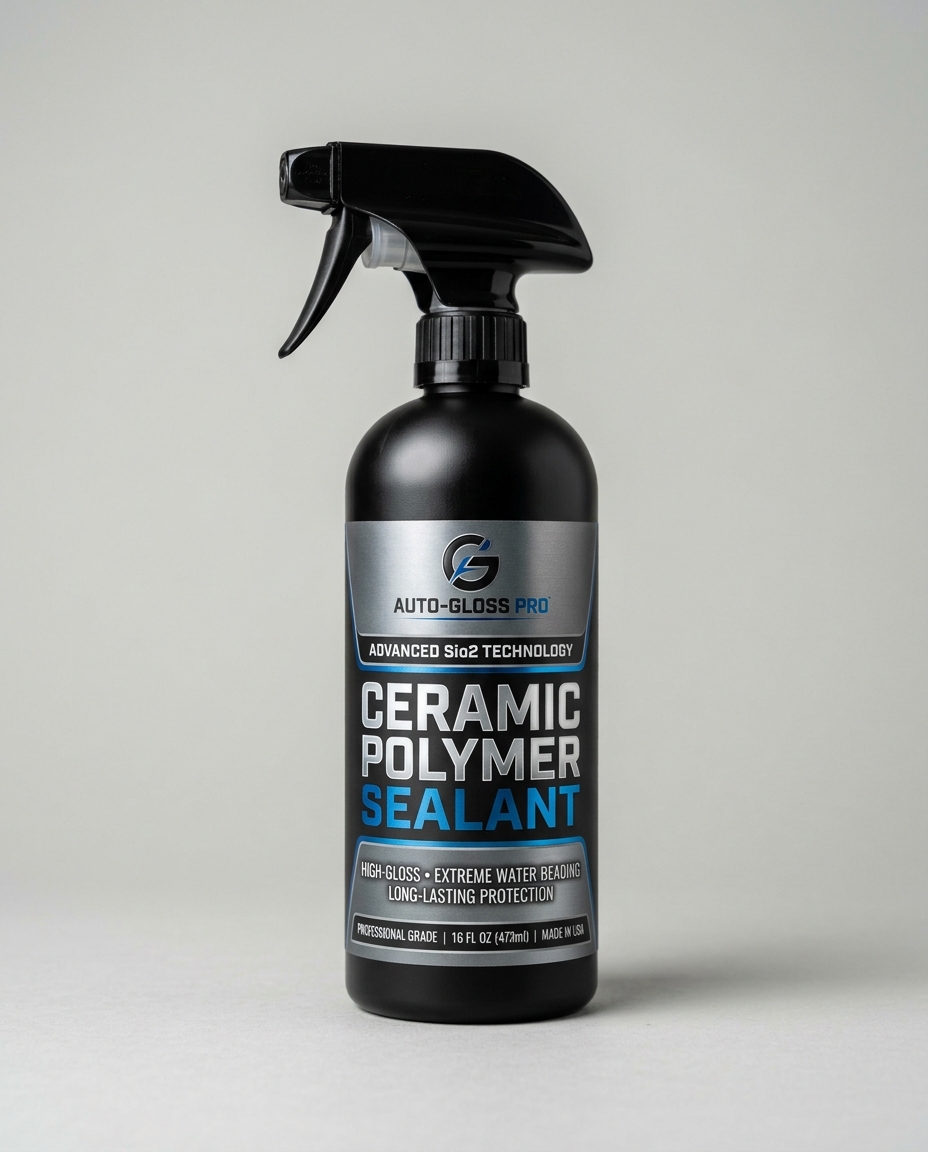 AUTO-GLOSS PRO
ADVANCED Sio2 TECHNOLOGY
CERAMIC
POLYMER
SEALANT
HIGH-GLOSS • EXTREME WATER BEADING
LONG-LASTING PROTECTION
PROFESSIONAL GRADE | 16 FL OZ (473ml) | MADE IN USA